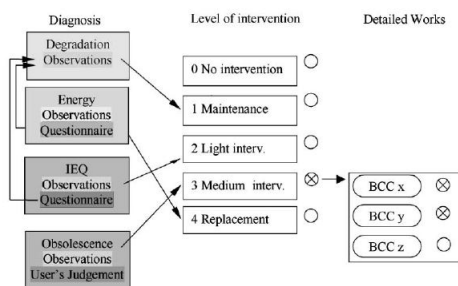 Diagnosis
Degradation
Observations
Energy
Observations
Questionnaire
IEQ
Observations
Questionnaire
Obsolescence
Observations
User's Judgement
Level of intervention
0 No intervention
1 Maintenance
2 Light interv.
3 Medium interv.
4 Replacement
Detailed Works
BCC x
BCC y
BCC z